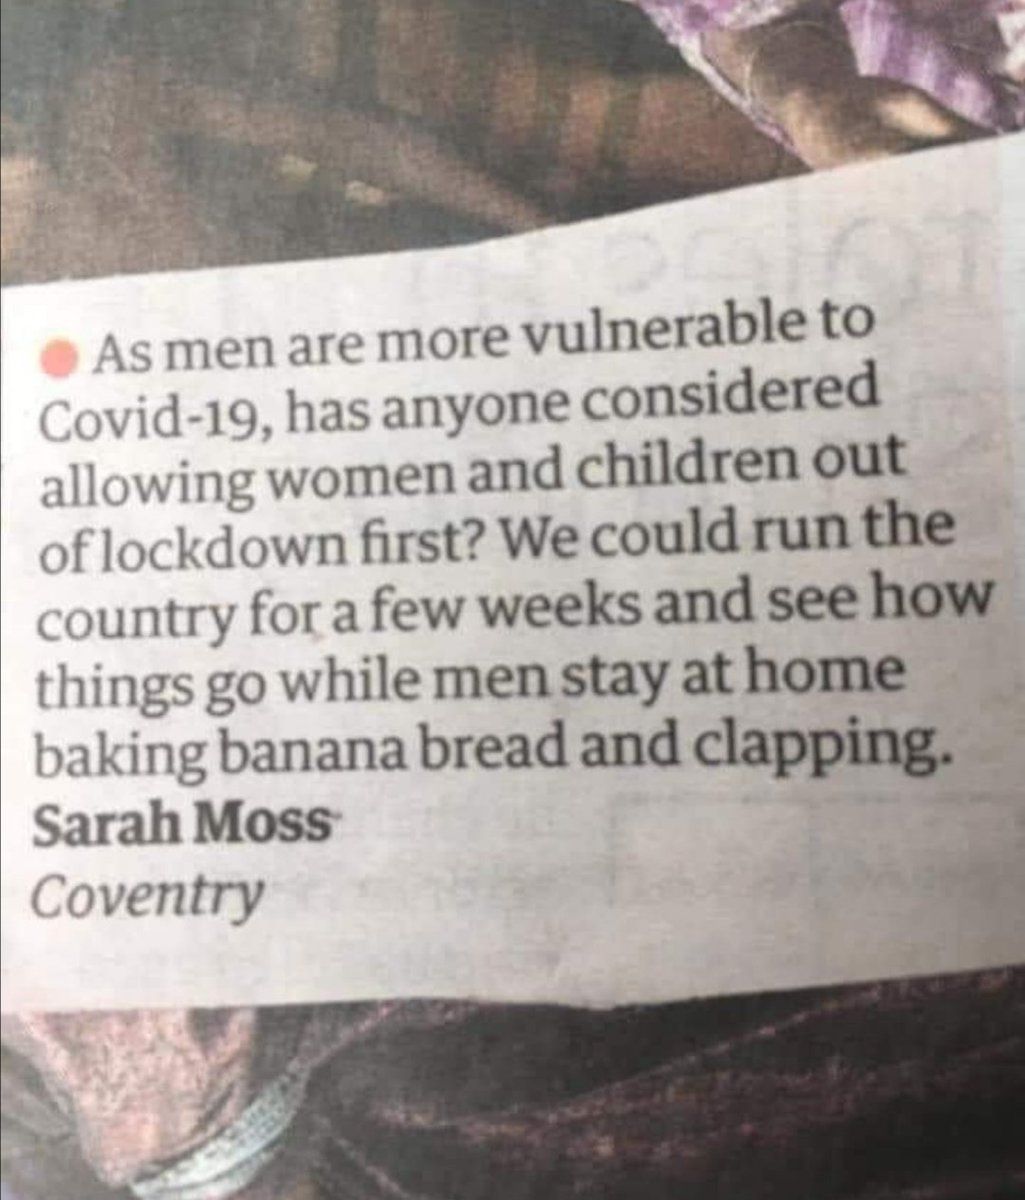 As men are more vulnerable to
Covid-19, has anyone considered
allowing women and children out
of lockdown first? We could run the
country for a few weeks and see how
things go while men stay at home
baking banana bread and clapping.
Sarah Moss
Coventry